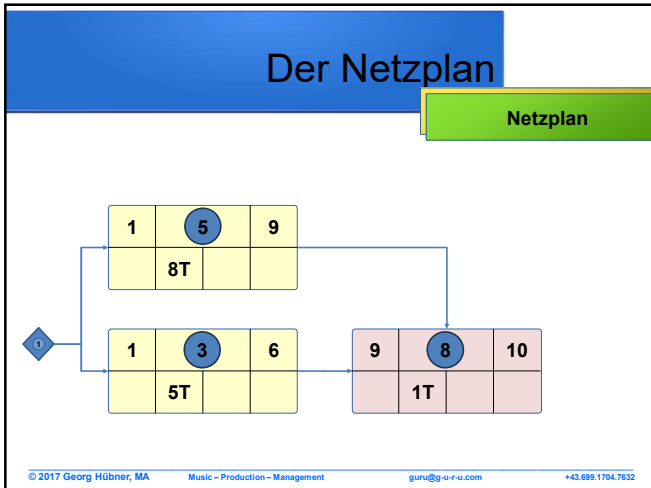 Der Netzplan
Netzplan
1 5 9
8T
1
1 3 6
5T
9 8 10
1T
© 2017 Georg Hübner, MA Music – Production – Management guru@g-u-r-u.com +43.699.1704.7632